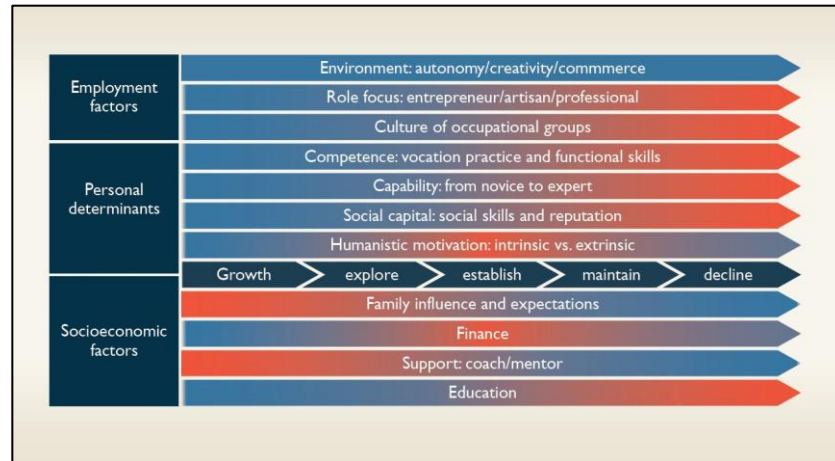 Employment
factors
Environment: autonomy/creativity/commmerce
Role focus: entrepreneur/artisan/professional
Culture of occupational groups
Personal
determinants
Competence: vocation practice and functional skills
Capability: from novice to expert
Social capital: social skills and reputation
Humanistic motivation: intrinsic vs. extrinsic
Growth explore establish maintain decline
Socioeconomic
factors
Family influence and expectations
Finance
Support: coach/mentor
Education